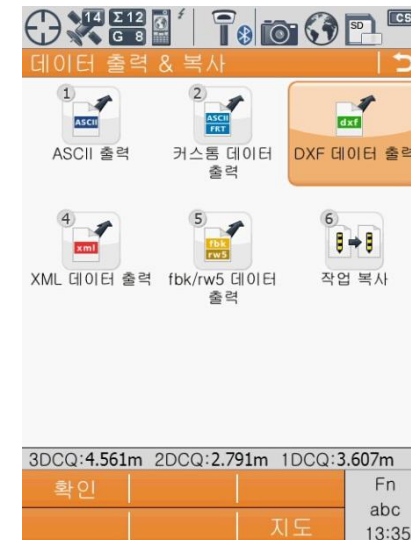 14 Σ12 SD CS
G 8
데이터 출력 & 복사
1 2
ASCII ASCII FRT dxf
ASCII 출력 커스톰 데이터 출력 DXF 데이터 출력
4 5 6
xml fbk rw5
XML 데이터 출력 fbk/rw5 데이터 출력 작업 복사
3DCQ:4.561m 2DCQ:2.791m 1DCQ:3.607m
확인 Fn
abc
지도 13:35